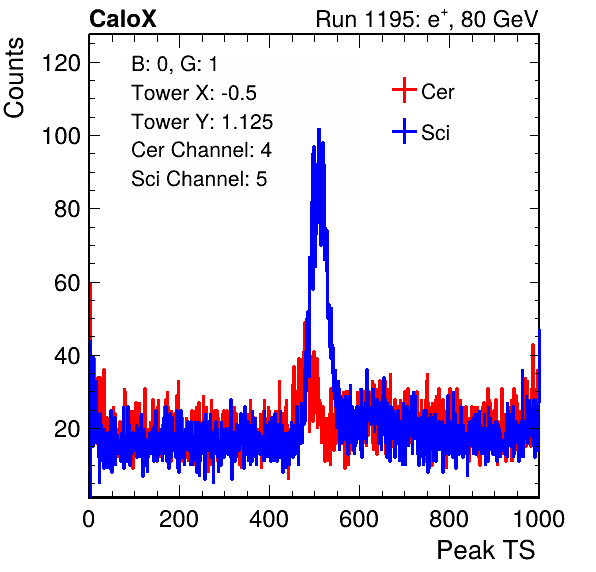 CaloX
Run 1195: e+, 80 GeV
Counts
B: 0, G: 1
Tower X: -0.5
Tower Y: 1.125
Cer Channel: 4
Sci Channel: 5
Cer
Sci
120
100
80
60
40
20
0 200 400 600 800 1000
Peak TS